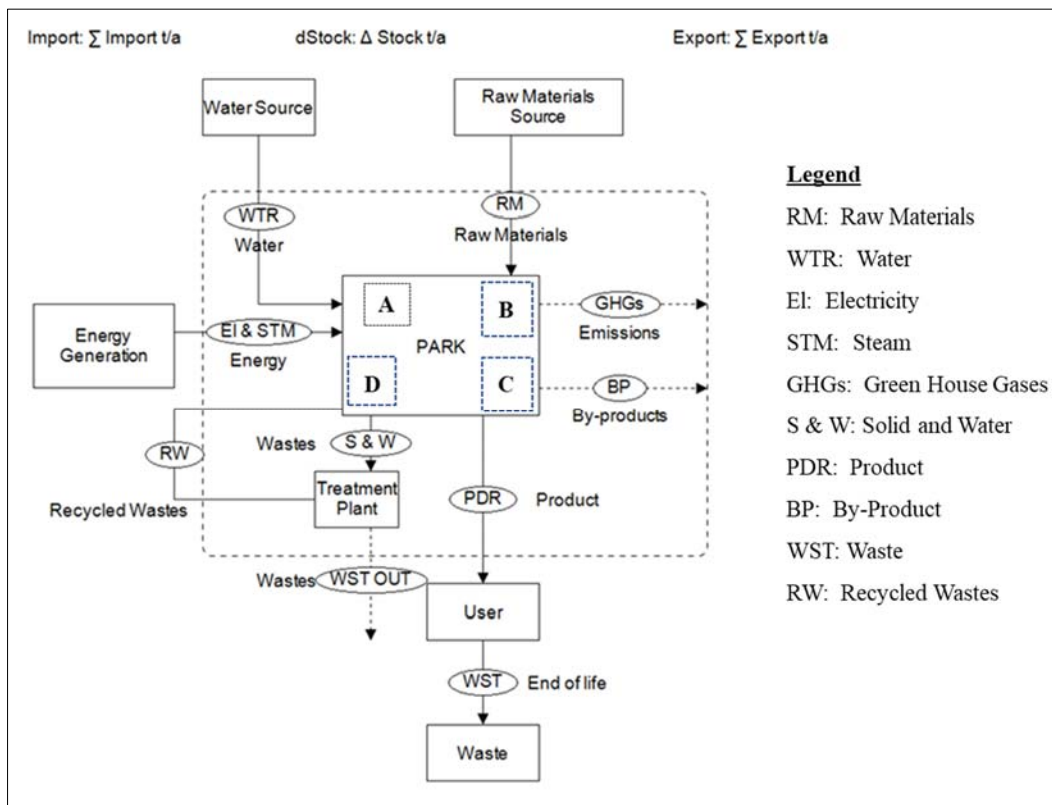 Import: ∑ Import t/a
dStock: Δ Stock t/a
Export: ∑ Export t/a
Water Source
Raw Materials
Source
WTR
Water
RM
Raw Materials
Energy
Generation
El & STM
Energy
A
B
PARK
D
C
GHGs
Emissions
BP
By-products
RW
Recycled Wastes
Wastes
S & W
Treatment
Plant
PDR
Product
Wastes
WST OUT
User
WST
End of life
Waste
Legend
RM: Raw Materials
WTR: Water
El: Electricity
STM: Steam
GHGs: Green House Gases
S & W: Solid and Water
PDR: Product
BP: By-Product
WST: Waste
RW: Recycled Wastes